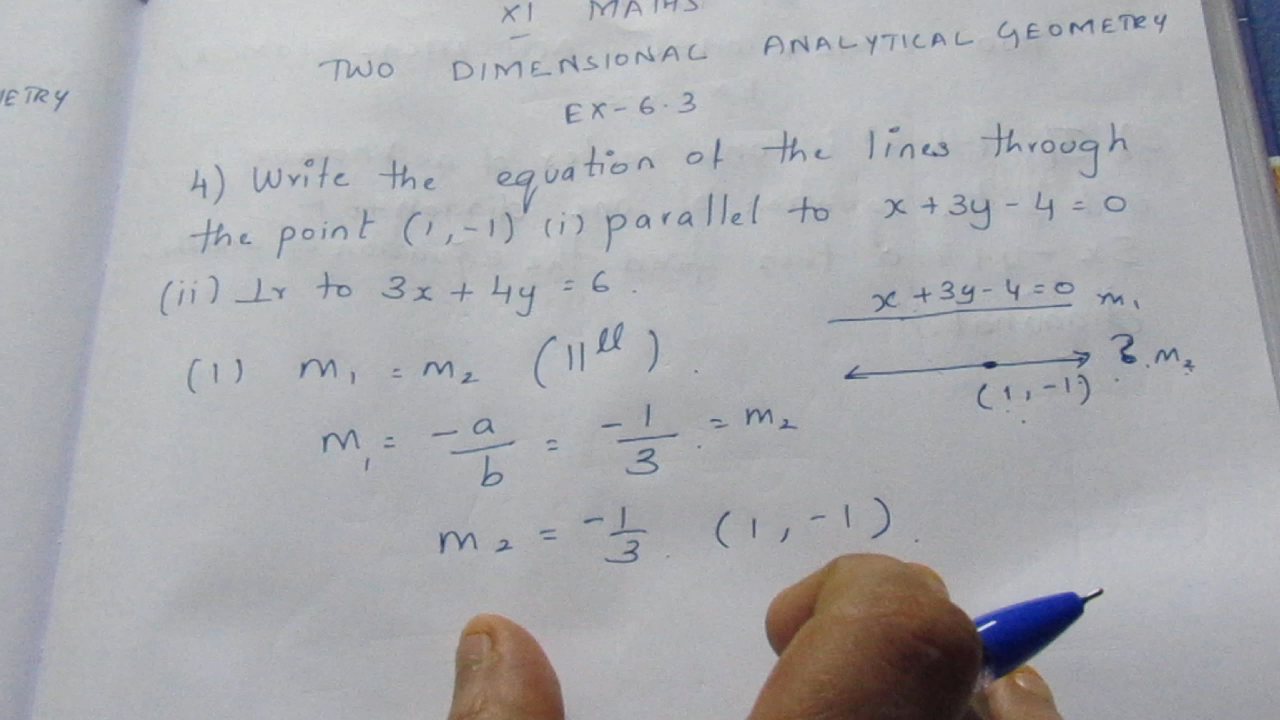 XI MATHS
TWO DIMENSIONAL ANALYTICAL GEOMETRY
ETRY
EX-6.3
4) Write the equation of the lines through
the point (1,-1) (i) parallel to x+3y-4=0
(ii) ⊥r to 3x+4y=6.
x+3y-4=0 m₁
(1) m₁ = m₂ (||ˡˡ).
?. m₂
(1,-1)
m₁ = -a/b = -1/3 = m₂
m₂ = -1/3. (1,-1).